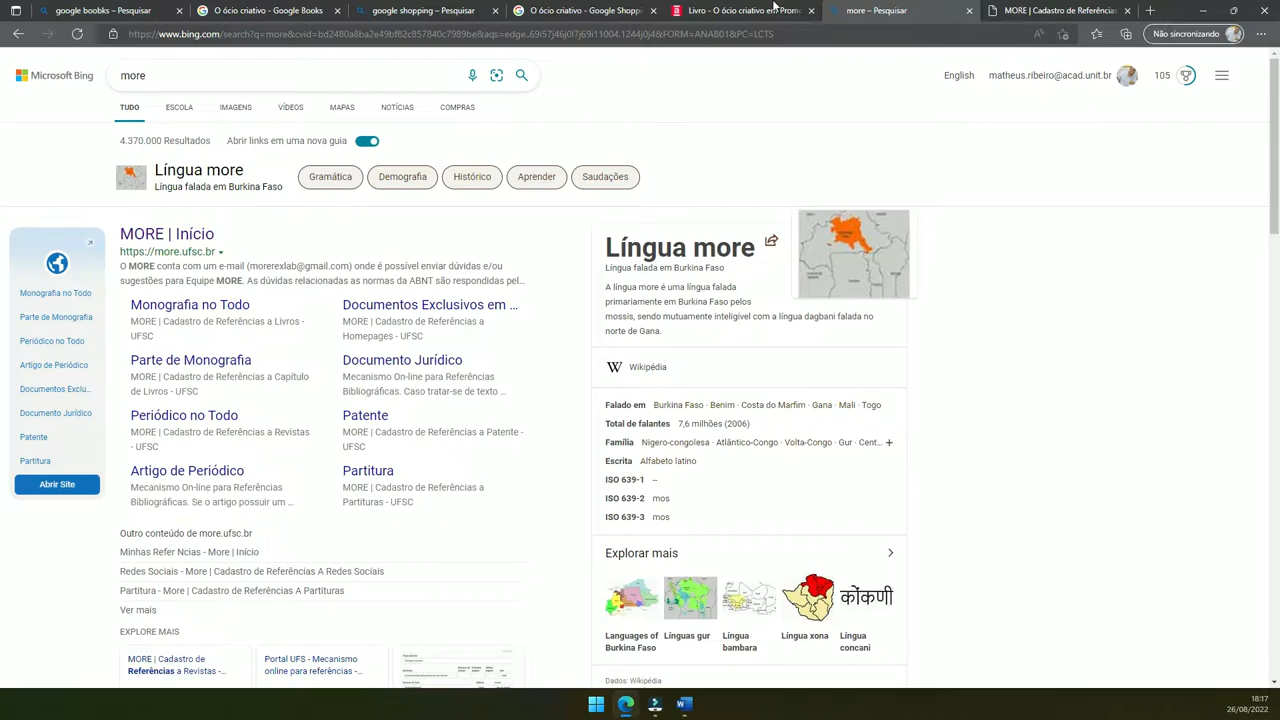 google boobks - Pesquisar
O ócio criativo - Google Books
google shopping - Pesquisar
O ócio criativo - Google Shopp
Livro - O ócio criativo em Promo
more - Pesquisar
MORE | Cadastro de Referências
https://www.bing.com/search?q=more&cvid=bd2480a8ba2e49bf82c857840c7989be&aqs=edge..69i57j46j0l7j69i11004.1244j0j4&FORM=ANA801&PC=LCTS
Não sincronizando
Microsoft Bing
more
English
matheus.ribeiro@acad.unit.br
105
TUDO
ESCOLA
IMAGENS
VÍDEOS
MAPAS
NOTÍCIAS
COMPRAS
4.370.000 Resultados
Abrir links em uma nova guia
Língua more
Língua falada em Burkina Faso
Gramática
Demografia
Histórico
Aprender
Saudações
Monografia no Todo
Parte de Monografia
Periódico no Todo
Artigo de Periódico
Documentos Exclu...
Documento Jurídico
Patente
Partitura
Abrir Site
MORE | Início
https://more.ufsc.br
O MORE conta com um e-mail (morerexlab@gmail.com) onde é possível enviar dúvidas e/ou
sugestões para Equipe MORE. As dúvidas relacionadas as normas da ABNT são respondidas pel...
Monografia no Todo
MORE | Cadastro de Referências a Livros -
UFSC
Documentos Exclusivos em ...
MORE | Cadastro de Referências a
Homepages - UFSC
Parte de Monografia
MORE | Cadastro de Referências a Capítulo
de Livros - UFSC
Documento Jurídico
Mecanismo On-line para Referências
Bibliográficas. Caso tratar-se de texto ...
Periódico no Todo
MORE | Cadastro de Referências a Revistas
- UFSC
Patente
MORE | Cadastro de Referências a Patente -
UFSC
Artigo de Periódico
Mecanismo On-line para Referências
Bibliográficas. Se o artigo possuir um ...
Partitura
MORE | Cadastro de Referências a
Partituras - UFSC
Outro conteúdo de more.ufsc.br
Minhas Refer Ncias - More | Início
Redes Sociais - More | Cadastro de Referências A Redes Sociais
Partitura - More | Cadastro de Referências A Partituras
Ver mais
EXPLORE MAIS
MORE | Cadastro de
Referências a Revistas -...
Portal UFS - Mecanismo
online para referências -...
Língua more
Língua falada em Burkina Faso
A língua more é uma língua falada
primariamente em Burkina Faso pelos
mossis, sendo mutuamente inteligível com a língua dagbani falada no
norte de Gana.
W Wikipédia
Falado em Burkina Faso · Benim · Costa do Marfim · Gana · Mali · Togo
Total de falantes 7,6 milhões (2006)
Família Nigero-congolesa · Atlântico-Congo · Volta-Congo · Gur · Cent... +
Escrita Alfabeto latino
ISO 639-1 –
ISO 639-2 mos
ISO 639-3 mos
Explorar mais
कोंकणी
Languages of
Burkina Faso
Línguas gur
Língua
bambara
Língua xona
Língua
concani
Dados: Wikipédia
18:17
26/08/2022